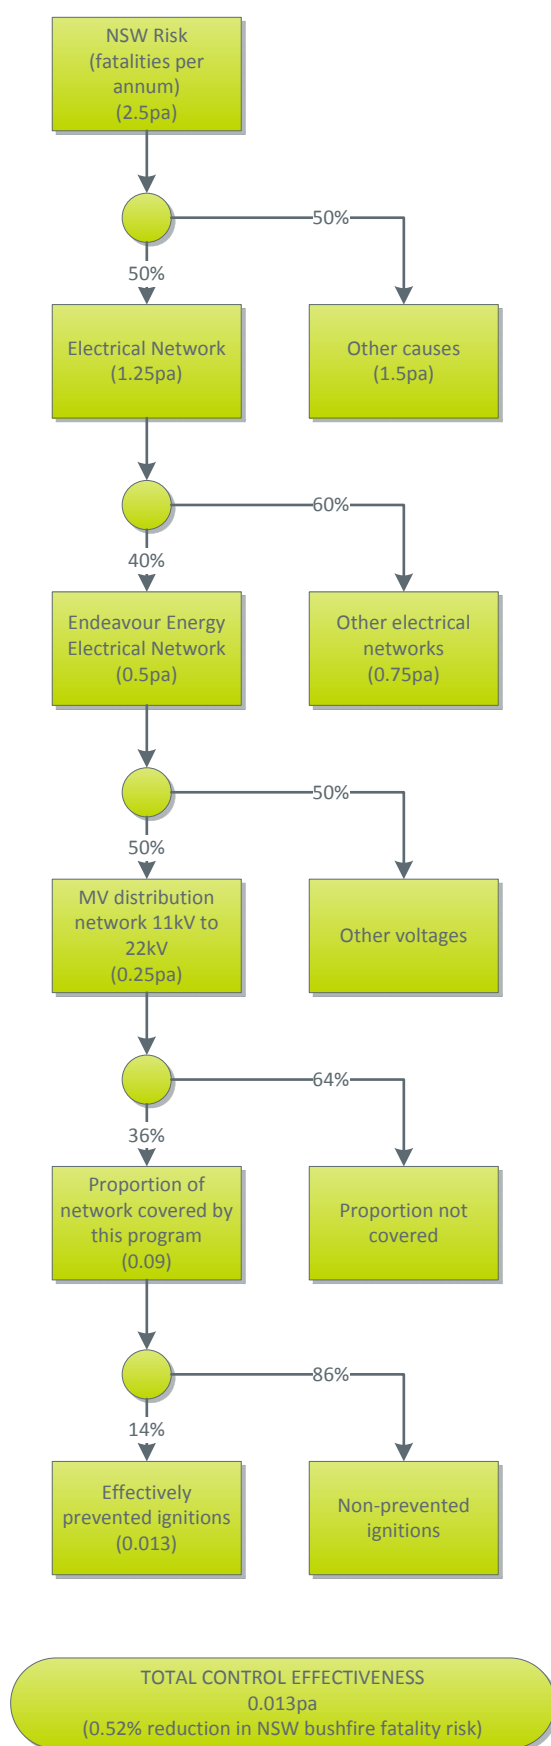 NSW Risk
(fatalities per
annum)
(2.5pa)
50%
50%
Electrical Network
(1.25pa)
Other causes
(1.5pa)
60%
40%
Endeavour Energy
Electrical Network
(0.5pa)
Other electrical
networks
(0.75pa)
50%
50%
MV distribution
network 11kV to
22kV
(0.25pa)
Other voltages
64%
36%
Proportion of
network covered by
this program
(0.09)
Proportion not
covered
86%
14%
Effectively
prevented ignitions
(0.013)
Non-prevented
ignitions
TOTAL CONTROL EFFECTIVENESS
0.013pa
(0.52% reduction in NSW bushfire fatality risk)